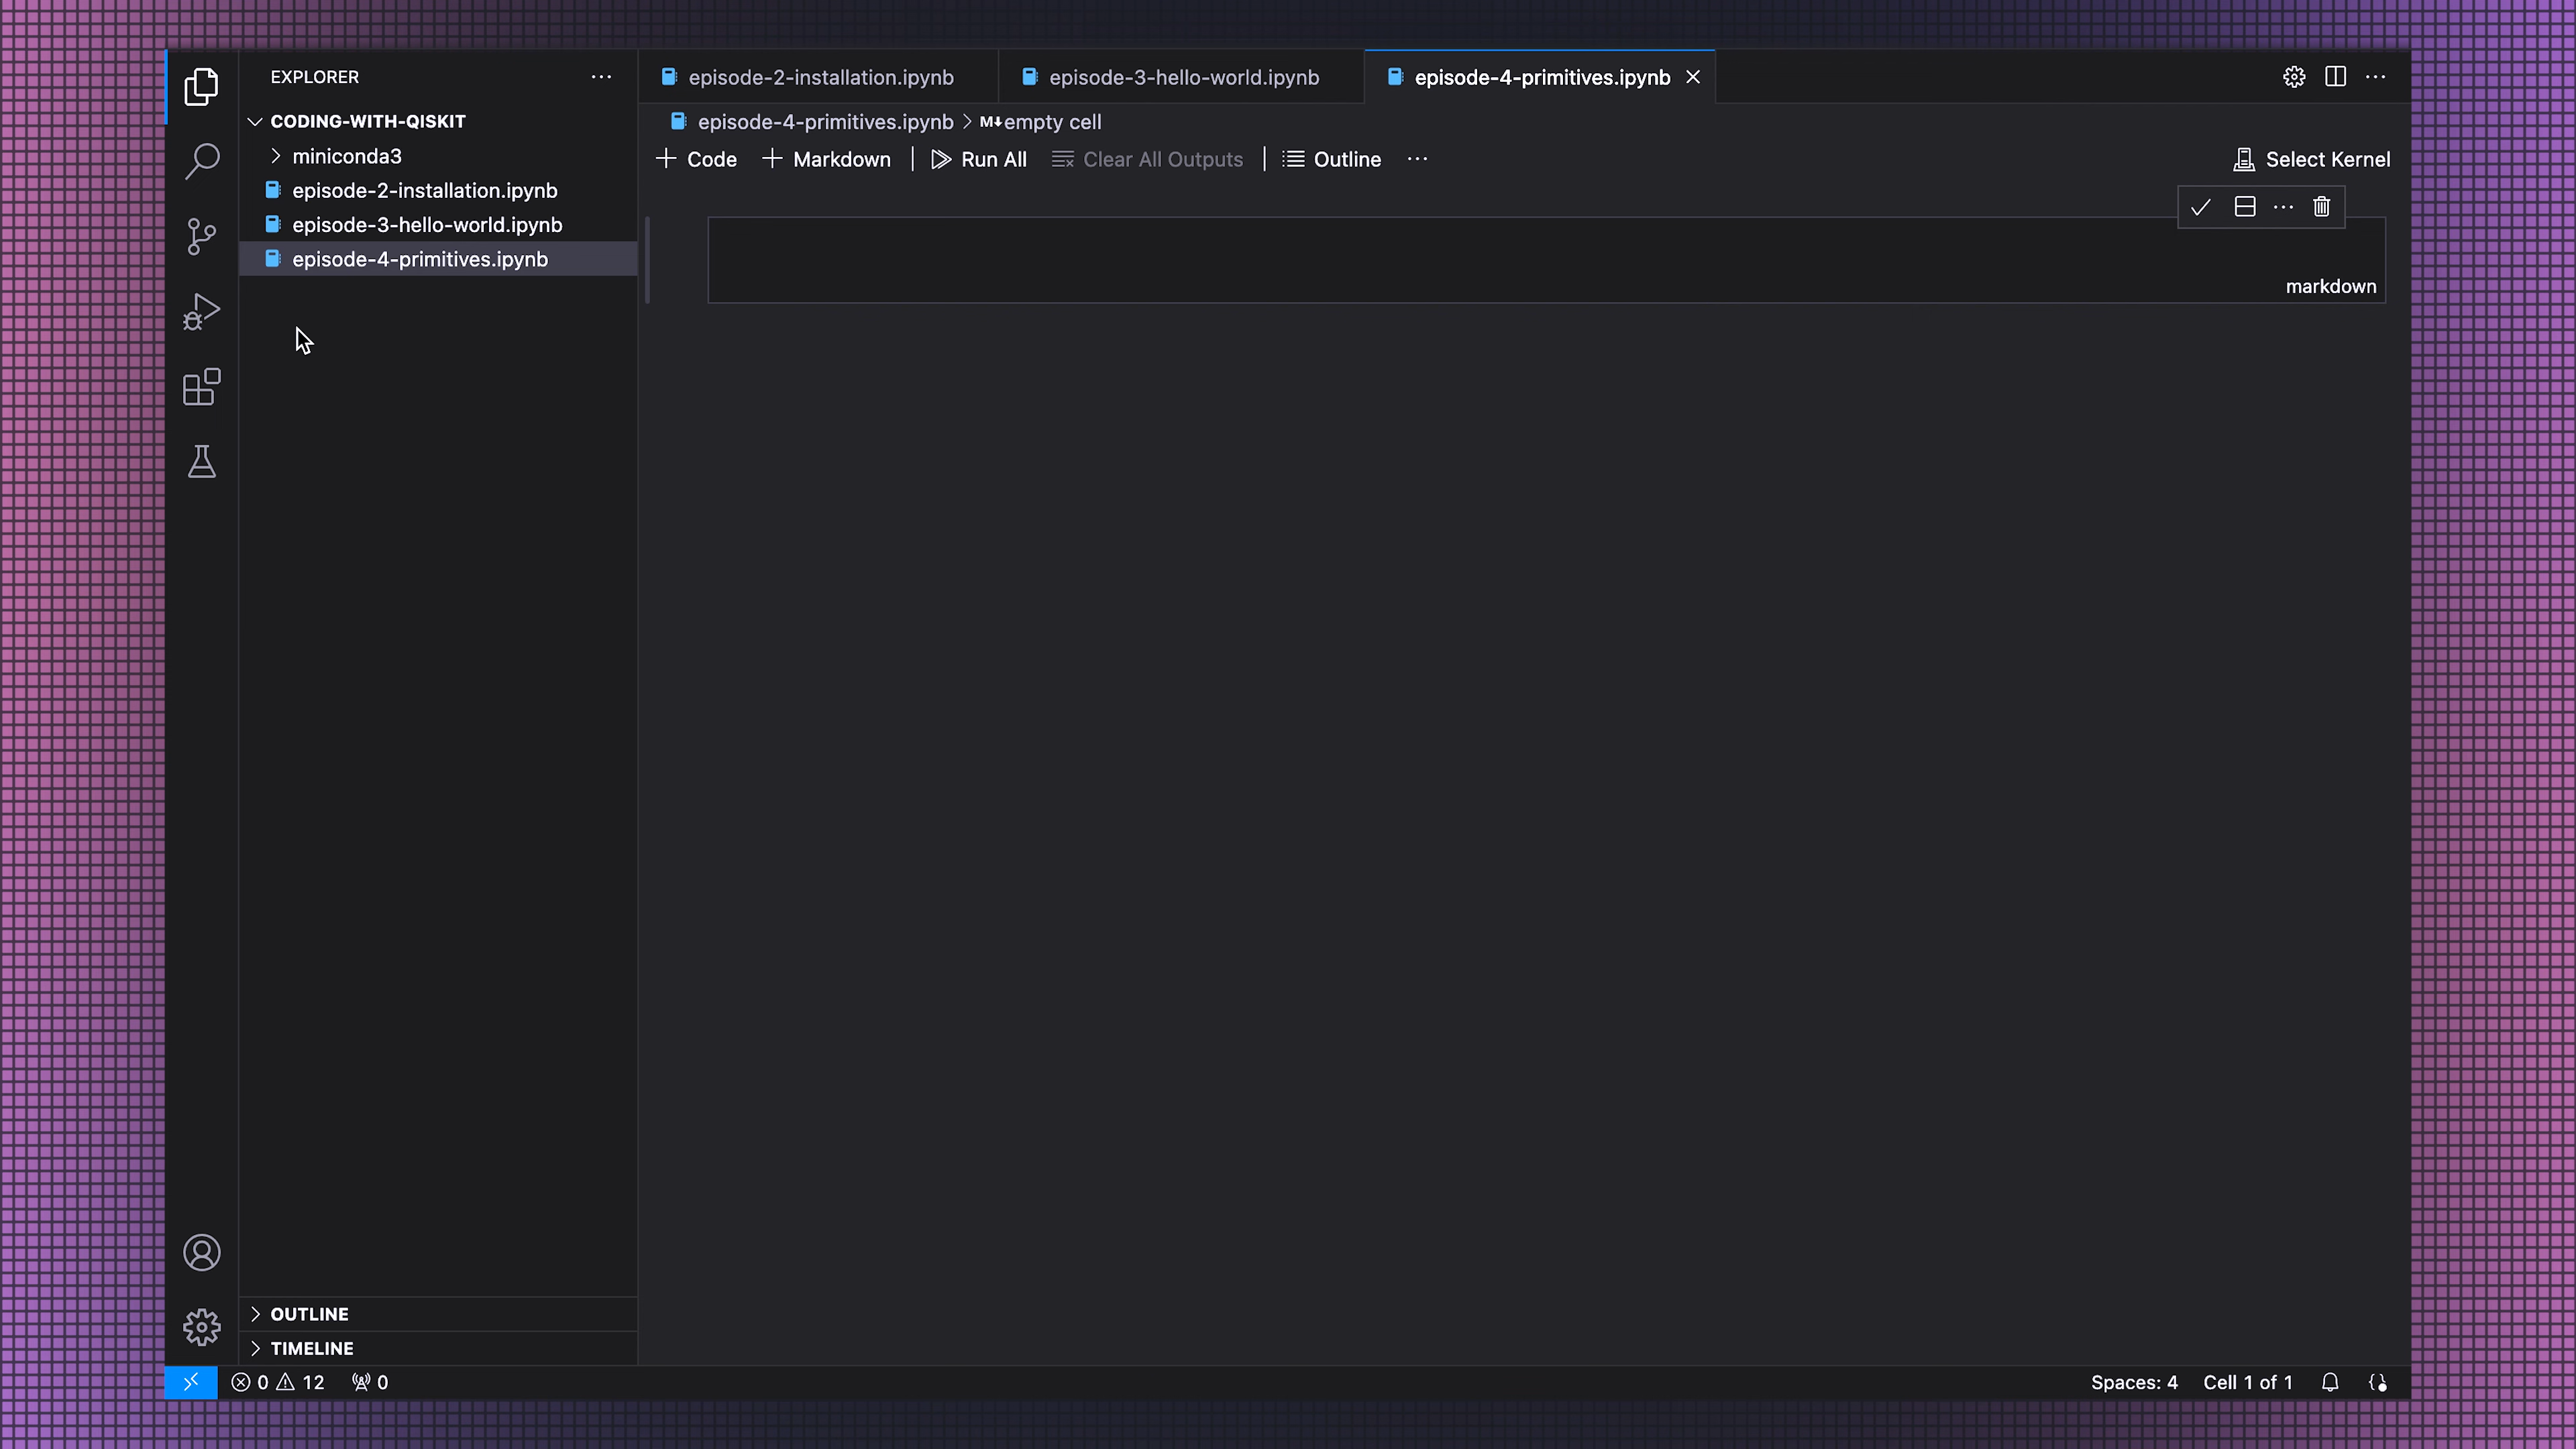 EXPLORER
CODING-WITH-QISKIT
miniconda3
episode-2-installation.ipynb
episode-3-hello-world.ipynb
episode-4-primitives.ipynb
OUTLINE
TIMELINE
episode-2-installation.ipynb episode-3-hello-world.ipynb episode-4-primitives.ipynb
episode-4-primitives.ipynb > M empty cell
Code Markdown Run All Clear All Outputs Outline Select Kernel
markdown
0 12 0 Spaces: 4 Cell 1 of 1